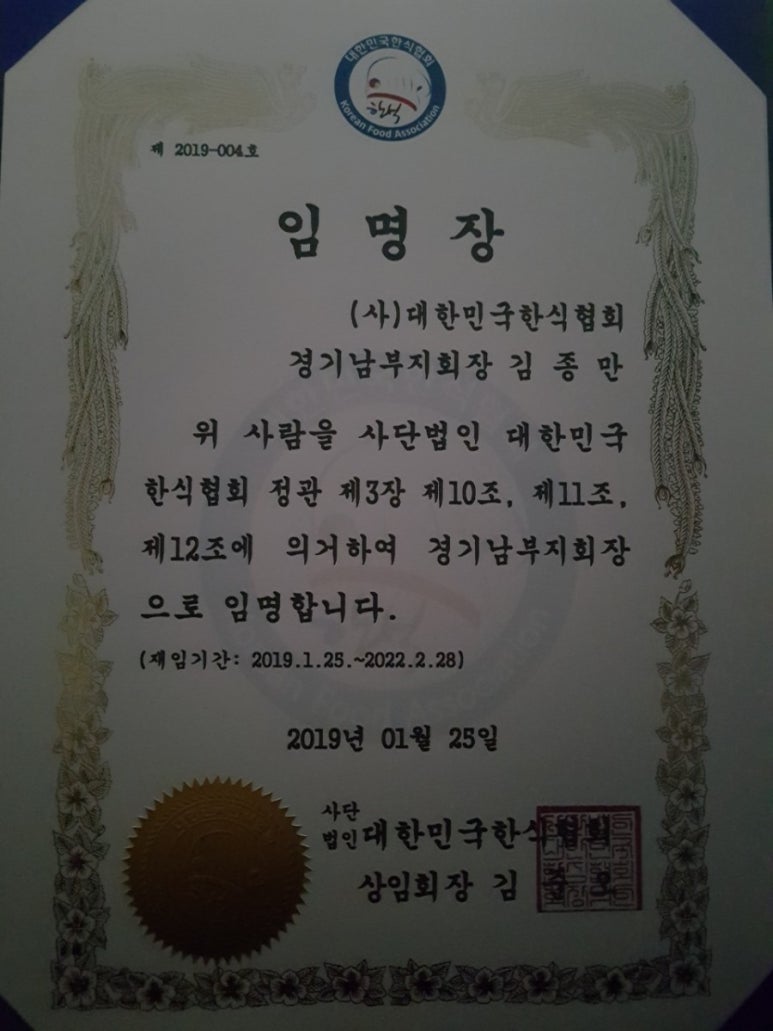 대한민국한식협회
한식
Korean Food Association
제 2019-004호
임 명 장
(사)대한민국한식협회
경기남부지회장 김 종 만
위 사람을 사단법인 대한민국
한식협회 정관 제3장 제10조, 제11조,
제12조에 의거하여 경기남부지회장
으로 임명합니다.
(재임기간: 2019.1.25.~2022.2.28)
2019년 01월 25일
사단
법인 대한민국한식협회
상임회장 김